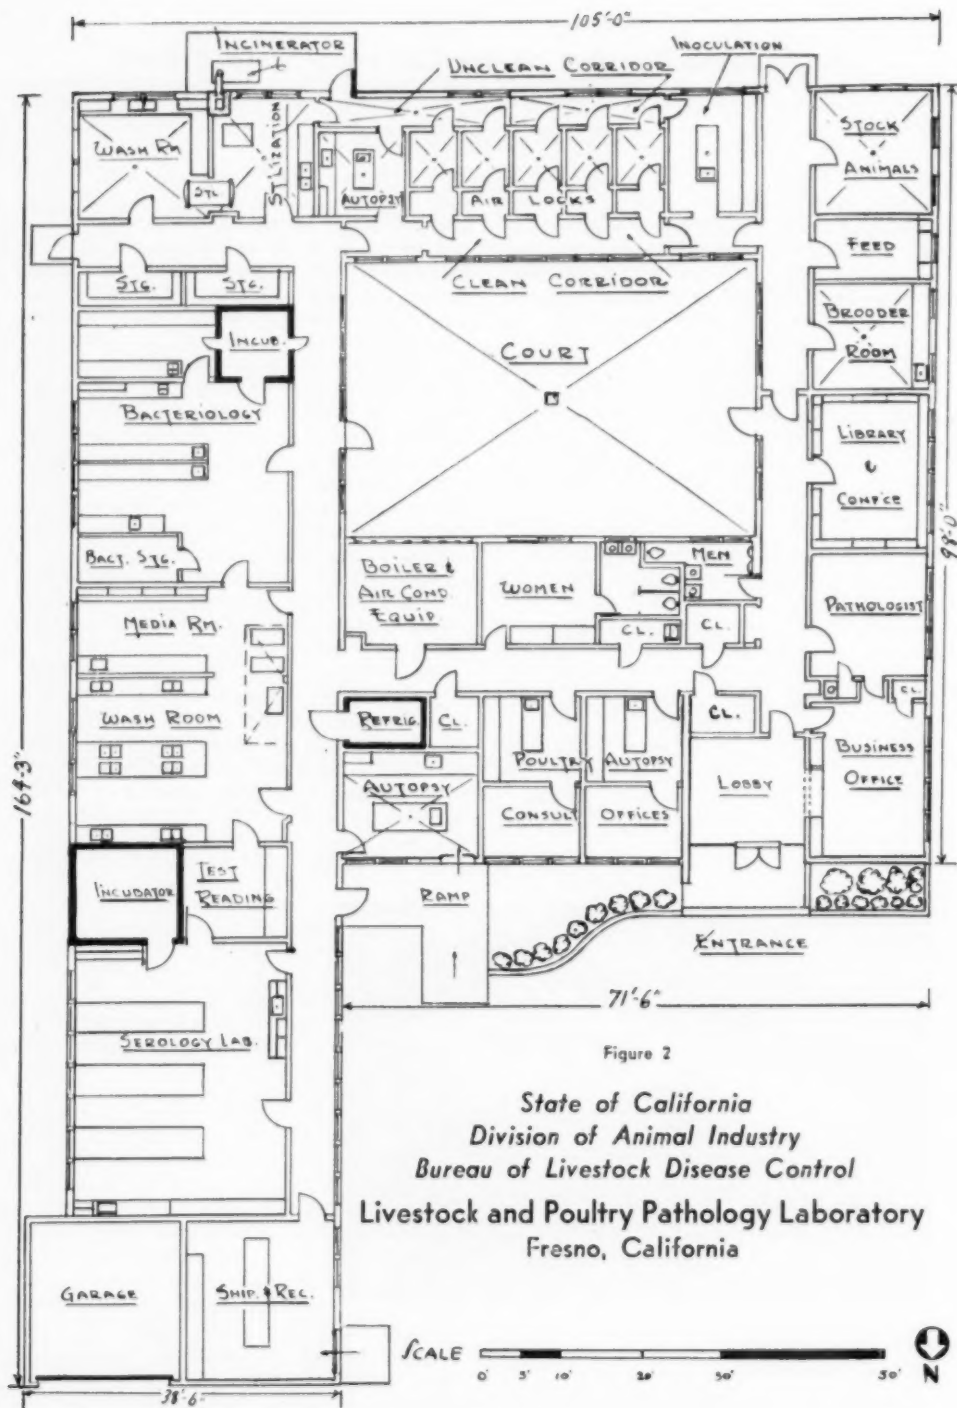 105'-0"
INCINERATOR
UNCLEAN CORRIDOR
INOCULATION
WASH RM
STL.
STILIZATION
AUTOPSY
AIR LOCKS
STOCK
ANIMALS
FEED
STG.
STG.
CLEAN CORRIDOR
INCUB.
COURT
BROODER
ROOM
BACTERIOLOGY
LIBRARY
&
CONF'CE
98'-0"
BACT. STG.
BOILER &
AIR COND.
EQUIP.
WOMEN
MEN
CL.
CL.
PATHOLOGIST
MEDIA RM.
WASH ROOM
REFRIG.
CL.
CL.
CL.
POULTRY AUTOPSY
LOBBY
BUSINESS
OFFICE
AUTOPSY
CONSULT OFFICES
164'-3"
INCUBATOR
TEST
READING
RAMP
ENTRANCE
71'-6"
SEROLOGY LAB.
Figure 2
State of California
Division of Animal Industry
Bureau of Livestock Disease Control
Livestock and Poultry Pathology Laboratory
Fresno, California
GARAGE
SHIP. & REC.
SCALE
0' 5' 10' 20' 30' 50'
N
38'-6"